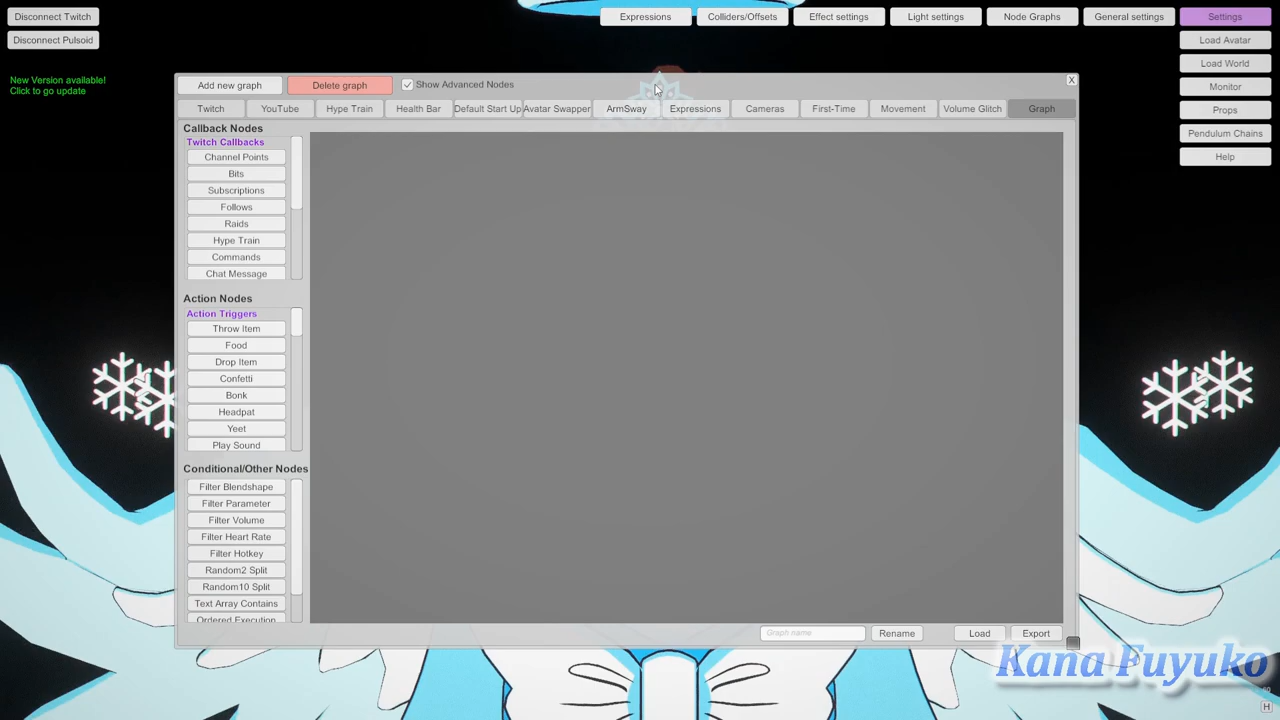 Disconnect Twitch
Disconnect Pulsoid
New Version available!
Click to go update
Expressions
Colliders/Offsets
Effect settings
Light settings
Node Graphs
General settings
Settings
Load Avatar
Load World
Monitor
Props
Pendulum Chains
Help
Add new graph
Delete graph
Show Advanced Nodes
X
Twitch
YouTube
Hype Train
Health Bar
Default Start Up
Avatar Swapper
ArmSway
Expressions
Cameras
First-Time
Movement
Volume Glitch
Graph
Callback Nodes
Twitch Callbacks
Channel Points
Bits
Subscriptions
Follows
Raids
Hype Train
Commands
Chat Message
Action Nodes
Action Triggers
Throw Item
Food
Drop Item
Confetti
Bonk
Headpat
Yeet
Play Sound
Conditional/Other Nodes
Filter Blendshape
Filter Parameter
Filter Volume
Filter Heart Rate
Filter Hotkey
Random2 Split
Random10 Split
Text Array Contains
Ordered Execution
Graph name
Rename
Load
Export
Kana Fuyuko
60
H